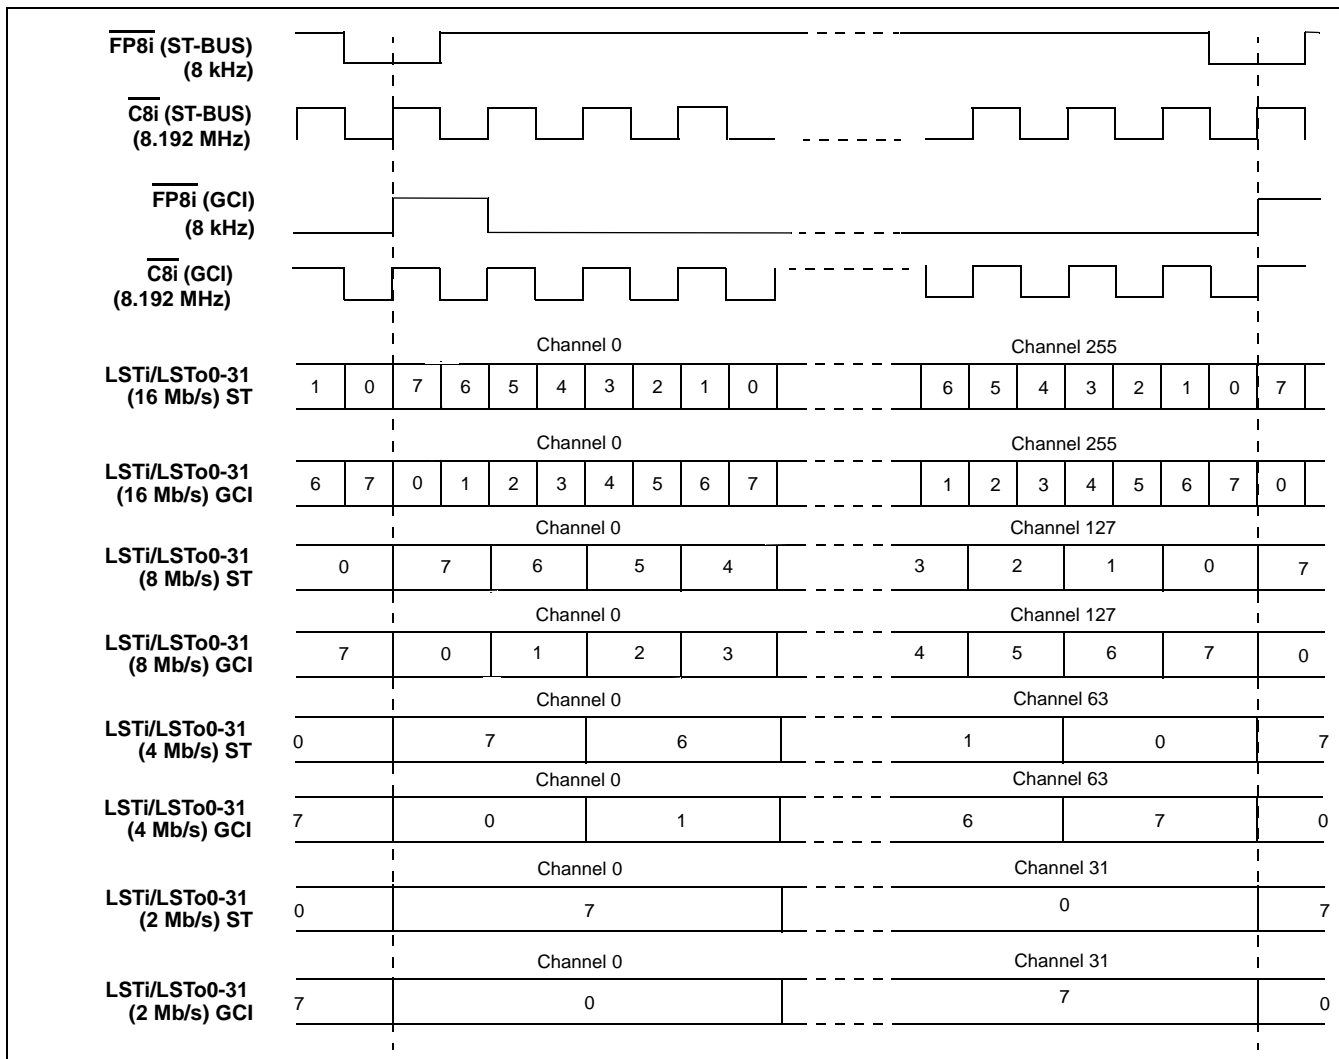 FP8i (ST-BUS)
(8 kHz)
C8i (ST-BUS)
(8.192 MHz)
FP8i (GCI)
(8 kHz)
C8i (GCI)
(8.192 MHz)
Channel 0 Channel 255
LSTi/LSTo0-31
(16 Mb/s) ST
1 0 7 6 5 4 3 2 1 0 6 5 4 3 2 1 0 7
Channel 0 Channel 255
LSTi/LSTo0-31
(16 Mb/s) GCI
6 7 0 1 2 3 4 5 6 7 1 2 3 4 5 6 7 0
Channel 0 Channel 127
LSTi/LSTo0-31
(8 Mb/s) ST
0 7 6 5 4 3 2 1 0 7
Channel 0 Channel 127
LSTi/LSTo0-31
(8 Mb/s) GCI
7 0 1 2 3 4 5 6 7 0
Channel 0 Channel 63
LSTi/LSTo0-31
(4 Mb/s) ST
0 7 6 1 0 7
Channel 0 Channel 63
LSTi/LSTo0-31
(4 Mb/s) GCI
7 0 1 6 7 0
Channel 0 Channel 31
LSTi/LSTo0-31
(2 Mb/s) ST
0 7 0 7
Channel 0 Channel 31
LSTi/LSTo0-31
(2 Mb/s) GCI
7 0 7 0